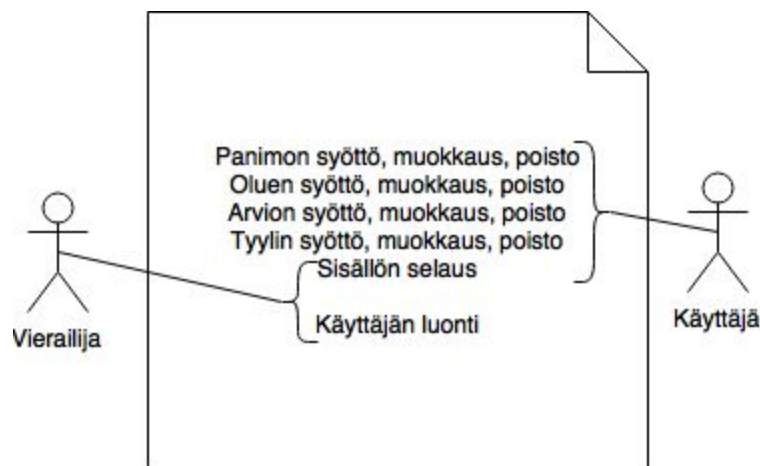 Panimon syöttö, muokkaus, poisto
Oluen syöttö, muokkaus, poisto
Arvion syöttö, muokkaus, poisto
Tyylin syöttö, muokkaus, poisto
Sisällön selaus
Käyttäjän luonti
Vierailija
Käyttäjä